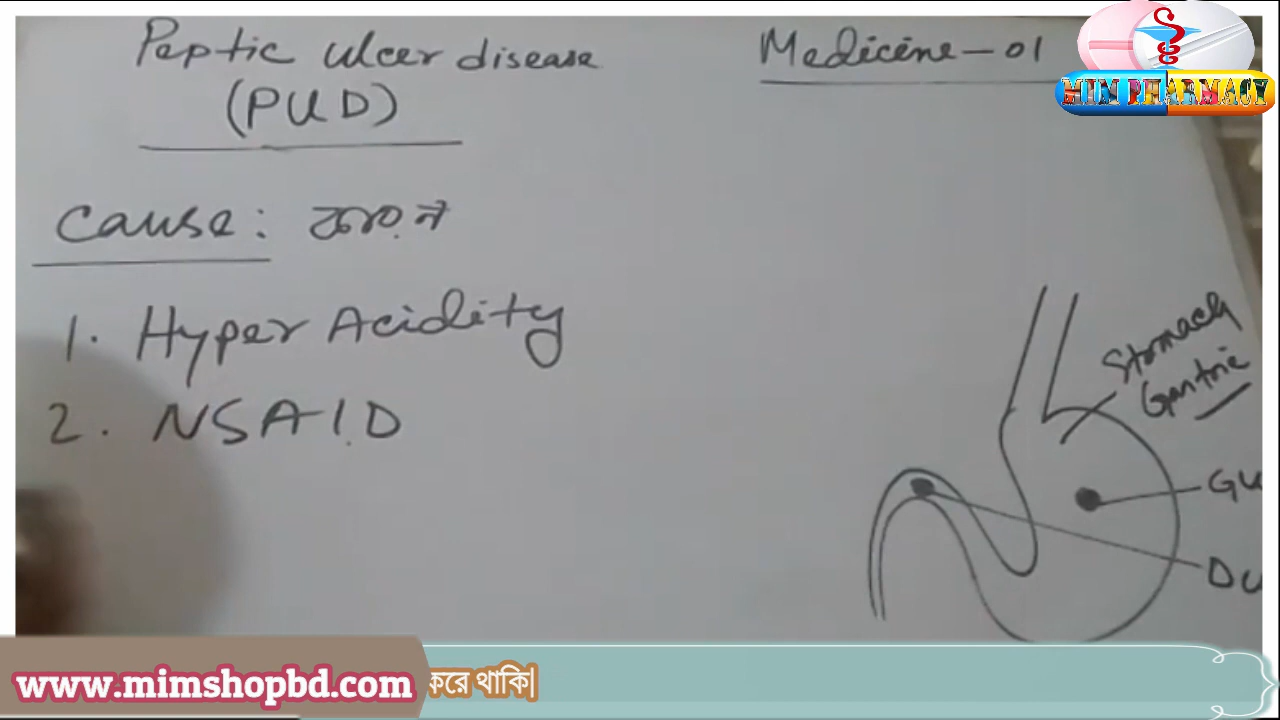 Peptic ulcer disease
(PUD)
Medicine-01
MIM PHARMACY
Cause: কারণ
1. Hyper Acidity
2. NSAID
Stomach
Gastric
GU
DU
www.mimshopbd.com
করে থাকি|